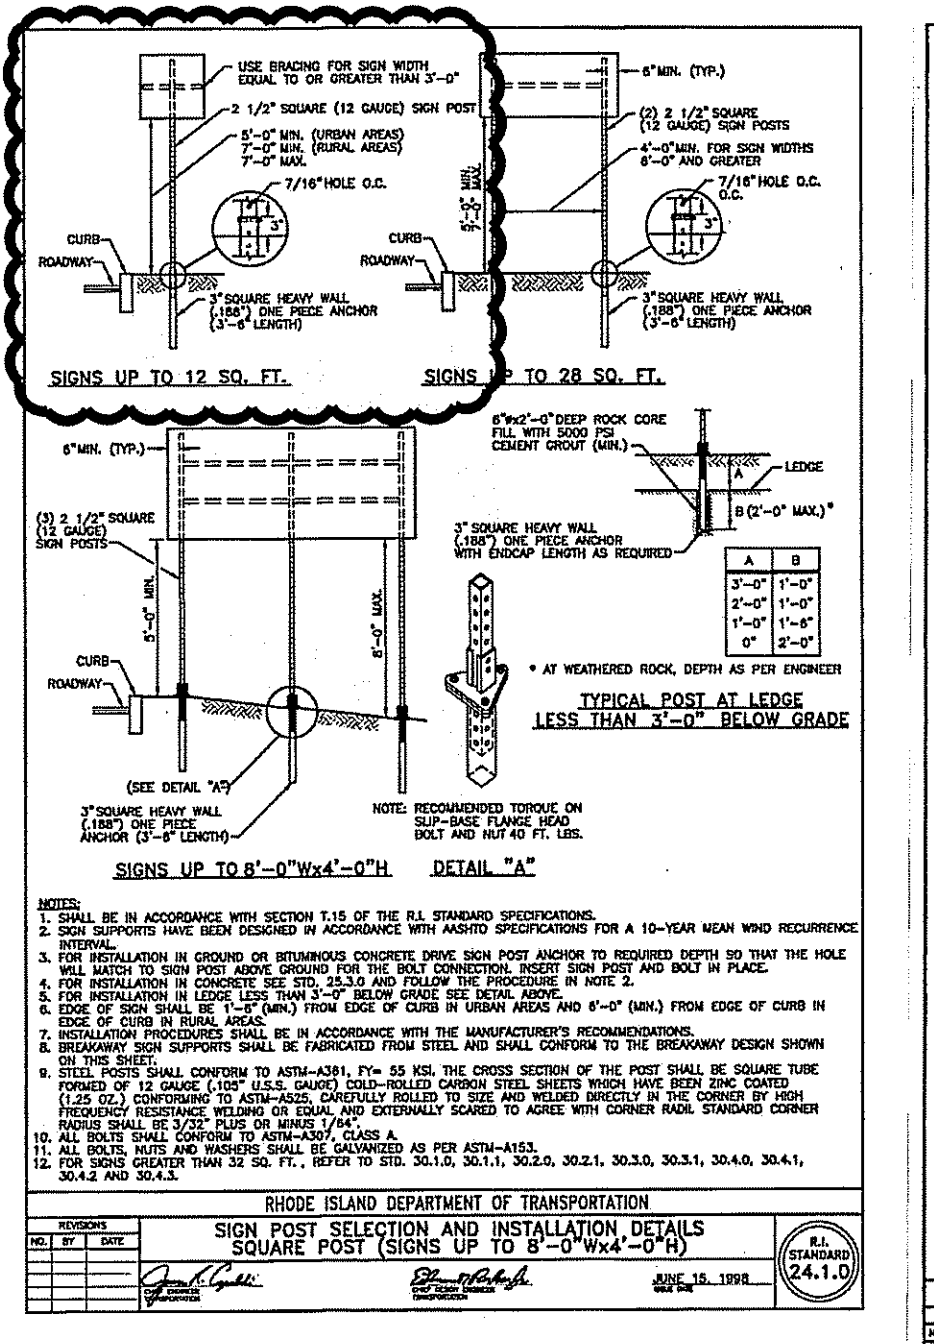 USE BRACING FOR SIGN WIDTH
EQUAL TO OR GREATER THAN 3'-0"
2 1/2" SQUARE (12 GAUGE) SIGN POST
5'-0" MIN. (URBAN AREAS)
7'-0" MIN. (RURAL AREAS)
7'-0" MAX.
7/16" HOLE O.C.
3"
CURB
ROADWAY
3" SQUARE HEAVY WALL
(.188") ONE PIECE ANCHOR
(3'-6" LENGTH)
SIGNS UP TO 12 SQ. FT.
6" MIN. (TYP.)
(2) 2 1/2" SQUARE
(12 GAUGE) SIGN POSTS
4'-0" MIN. FOR SIGN WIDTHS
6'-0" AND GREATER
7/16" HOLE O.C.
O.C.
3"
5'-0" MIN.
7'-0" MAX.
CURB
ROADWAY
3" SQUARE HEAVY WALL
(.188") ONE PIECE ANCHOR
(3'-6" LENGTH)
SIGNS UP TO 28 SQ. FT.
6" MIN. (TYP.)
(3) 2 1/2" SQUARE
(12 GAUGE)
SIGN POSTS
5'-0" MIN.
8'-0" MAX.
CURB
ROADWAY
(SEE DETAIL "A")
3" SQUARE HEAVY WALL
(.188") ONE PIECE
ANCHOR (3'-6" LENGTH)
SIGNS UP TO 8'-0"Wx4'-0"H
6"øx2'-0" DEEP ROCK CORE
FILL WITH 5000 PSI
CEMENT GROUT (MIN.)
LEDGE
A
B (2'-0" MAX.)*
3" SQUARE HEAVY WALL
(.188") ONE PIECE ANCHOR
WITH ENDCAP LENGTH AS REQUIRED
A B
3'-0" 1'-0"
2'-0" 1'-0"
1'-0" 1'-6"
0" 2'-0"
* AT WEATHERED ROCK, DEPTH AS PER ENGINEER
TYPICAL POST AT LEDGE
LESS THAN 3'-0" BELOW GRADE
NOTE: RECOMMENDED TORQUE ON
SLIP-BASE FLANGE HEAD
BOLT AND NUT 40 FT. LBS.
DETAIL "A"
NOTES:
1. SHALL BE IN ACCORDANCE WITH SECTION T.15 OF THE R.I. STANDARD SPECIFICATIONS.
2. SIGN SUPPORTS HAVE BEEN DESIGNED IN ACCORDANCE WITH AASHTO SPECIFICATIONS FOR A 10-YEAR MEAN WIND RECURRENCE
INTERVAL.
3. FOR INSTALLATION IN GROUND OR BITUMINOUS CONCRETE DRIVE SIGN POST ANCHOR TO REQUIRED DEPTH SO THAT THE HOLE
WILL MATCH TO SIGN POST ABOVE GROUND FOR THE BOLT CONNECTION. INSERT SIGN POST AND BOLT IN PLACE.
4. FOR INSTALLATION IN CONCRETE SEE STD. 25.3.0 AND FOLLOW THE PROCEDURE IN NOTE 2.
5. FOR INSTALLATION IN LEDGE LESS THAN 3'-0" BELOW GRADE SEE DETAIL ABOVE.
6. EDGE OF SIGN SHALL BE 1'-6" (MIN.) FROM EDGE OF CURB IN URBAN AREAS AND 6'-0" (MIN.) FROM EDGE OF CURB IN
EDGE OF CURB IN RURAL AREAS.
7. INSTALLATION PROCEDURES SHALL BE IN ACCORDANCE WITH THE MANUFACTURER'S RECOMMENDATIONS.
8. BREAKAWAY SIGN SUPPORTS SHALL BE FABRICATED FROM STEEL AND SHALL CONFORM TO THE BREAKAWAY DESIGN SHOWN
ON THIS SHEET.
9. STEEL POSTS SHALL CONFORM TO ASTM-A361, FY= 55 KSI, THE CROSS SECTION OF THE POST SHALL BE SQUARE TUBE
FORMED OF 12 GAUGE (.105" U.S.S. GAUGE) COLD-ROLLED CARBON STEEL SHEETS WHICH HAVE BEEN ZINC COATED
(1.25 OZ.) CONFORMING TO ASTM-A525, CAREFULLY ROLLED TO SIZE AND WELDED DIRECTLY IN THE CORNER BY HIGH
FREQUENCY RESISTANCE WELDING OR EQUAL AND EXTERNALLY SCARED TO AGREE WITH CORNER RADII. STANDARD CORNER
RADIUS SHALL BE 3/32" PLUS OR MINUS 1/64".
10. ALL BOLTS SHALL CONFORM TO ASTM-A307, CLASS A.
11. ALL BOLTS, NUTS AND WASHERS SHALL BE GALVANIZED AS PER ASTM-A153.
12. FOR SIGNS GREATER THAN 32 SQ. FT., REFER TO STD. 30.1.0, 30.1.1, 30.2.0, 30.2.1, 30.3.0, 30.3.1, 30.4.0, 30.4.1,
30.4.2 AND 30.4.3.
RHODE ISLAND DEPARTMENT OF TRANSPORTATION
REVISIONS
NO. BY DATE
SIGN POST SELECTION AND INSTALLATION DETAILS
SQUARE POST (SIGNS UP TO 8'-0"Wx4'-0"H)
CHIEF ENGINEER
TRANSPORTATION
CHIEF DESIGN ENGINEER
TRANSPORTATION
JUNE 15, 1998
ISSUE DATE
R.I.
STANDARD
24.1.0